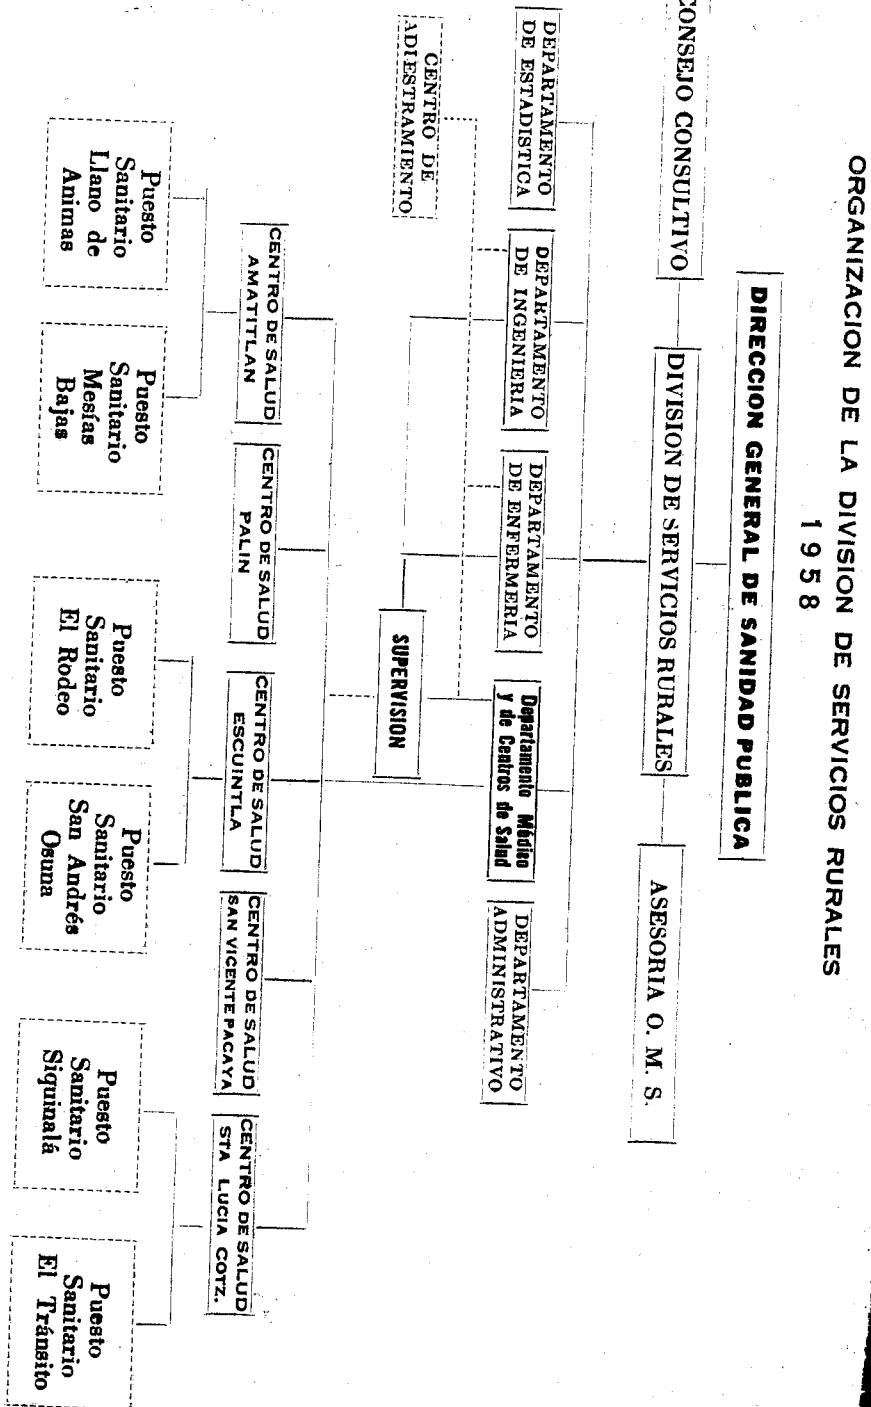 ORGANIZACION DE LA DIVISION DE SERVICIOS RURALES
1958
DIRECCION GENERAL DE SANIDAD PUBLICA
CONSEJO CONSULTIVO
DIVISION DE SERVICIOS RURALES
ASESORIA O. M. S.
DEPARTAMENTO
DE ESTADISTICA
DEPARTAMENTO
DE INGENIERIA
DEPARTAMENTO
DE ENFERMERIA
Departamento Médico
y de Centros de Salud
DEPARTAMENTO
ADMINISTRATIVO
CENTRO DE
ADIESTRAMIENTO
SUPERVISION
CENTRO DE SALUD
AMATITLAN
CENTRO DE SALUD
PALIN
CENTRO DE SALUD
ESCUINTLA
CENTRO DE SALUD
SAN VICENTE PACAYA
CENTRO DE SALUD
STA LUCIA COTZ.
Puesto
Sanitario
Llano de
Animas
Puesto
Sanitario
Mesías
Bajas
Puesto
Sanitario
El Rodeo
Puesto
Sanitario
San Andrés
Osuna
Puesto
Sanitario
Siquinalá
Puesto
Sanitario
El Tránsito